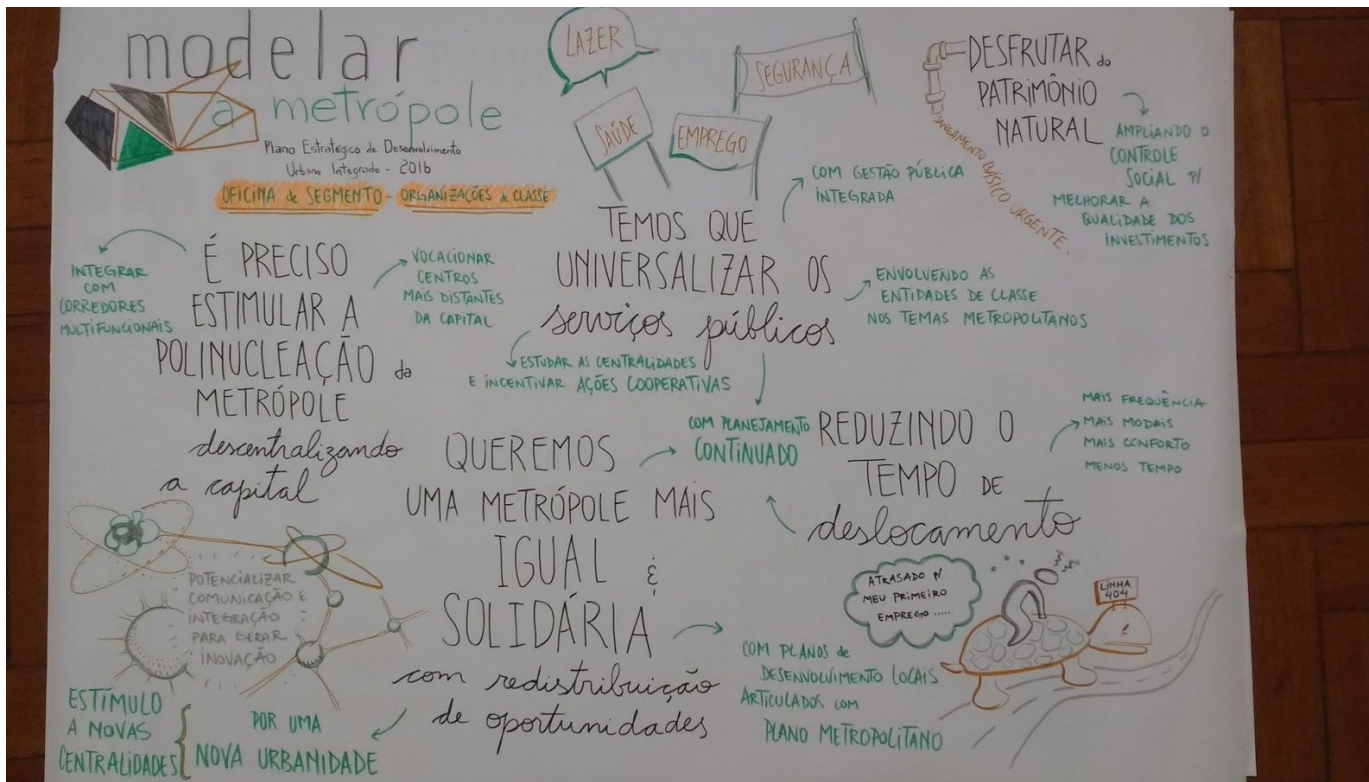 modelar
a metrópole
Plano Estratégico de Desenvolvimento
Urbano Integrado - 2016
OFICINA de SEGMENTO - ORGANIZAÇÕES de CLASSE
LAZER
SEGURANÇA
SAÚDE
EMPREGO
DESFRUTAR do
PATRIMÔNIO
NATURAL
SANEAMENTO BÁSICO URGENTE...
AMPLIANDO O
CONTROLE
SOCIAL P/
MELHORAR A
QUALIDADE DOS
INVESTIMENTOS
É PRECISO
ESTIMULAR A
POLINUCLEAÇÃO da
METRÓPOLE
descentralizando
a capital
INTEGRAR
COM
CORREDORES
MULTIFUNCIONAIS
VOCACIONAR
CENTROS
MAIS DISTANTES
DA CAPITAL
TEMOS QUE
UNIVERSALIZAR OS
serviços públicos
COM GESTÃO PÚBLICA
INTEGRADA
ENVOLVENDO AS
ENTIDADES DE CLASSE
NOS TEMAS METROPOLITANOS
ESTUDAR AS CENTRALIDADES
E INCENTIVAR AÇÕES COOPERATIVAS
COM PLANEJAMENTO
CONTINUADO
QUEREMOS
UMA METRÓPOLE MAIS
IGUAL &
SOLIDÁRIA
com redistribuição
de oportunidades
REDUZINDO O
TEMPO DE
deslocamento
MAIS FREQUÊNCIA
MAIS MODAIS
MAIS CONFORTO
MENOS TEMPO
ATRASADO P/
MEU PRIMEIRO
EMPREGO .....
LINHA
404
COM PLANOS de
DESENVOLVIMENTO LOCAIS
ARTICULADOS COM
PLANO METROPOLITANO
POTENCIALIZAR
COMUNICAÇÃO E
INTEGRAÇÃO
PARA GERAR
INOVAÇÃO
ESTÍMULO
A NOVAS
CENTRALIDADES
POR UMA
NOVA URBANIDADE